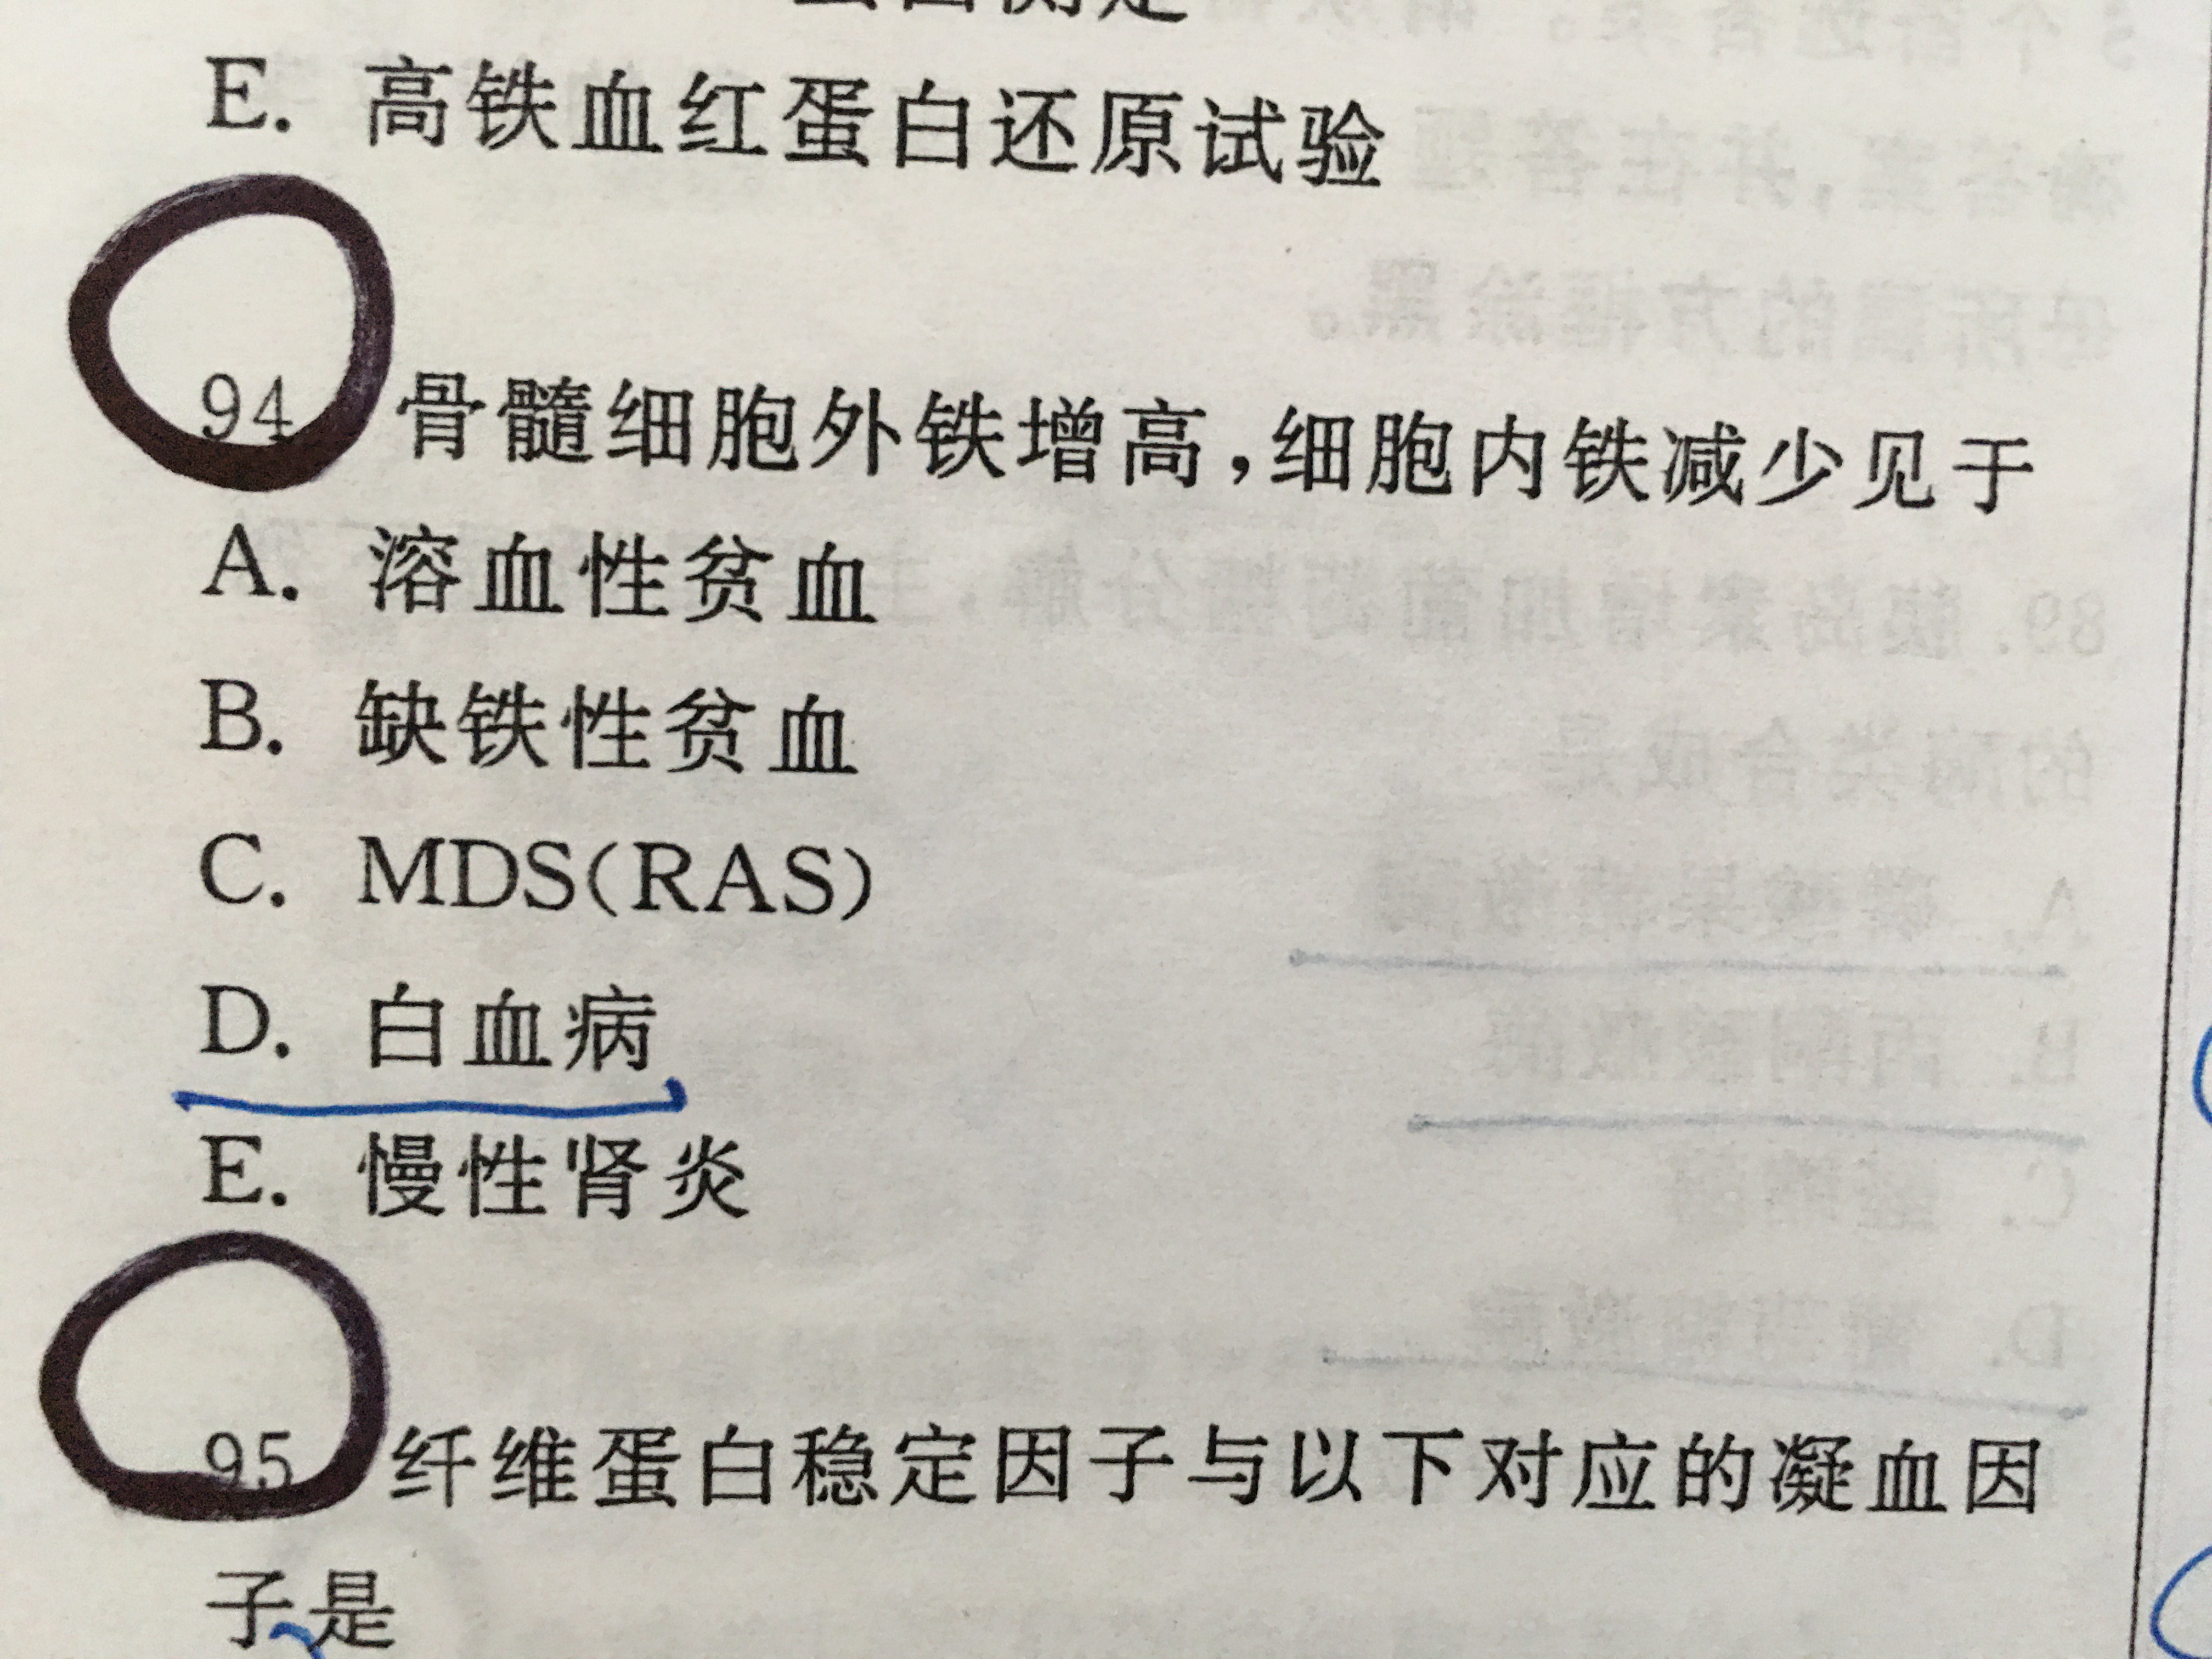 E. 高铁血红蛋白还原试验
94 骨髓细胞外铁增高,细胞内铁减少见于
A. 溶血性贫血
B. 缺铁性贫血
C. MDS(RAS)
D. 白血病
E. 慢性肾炎
95 纤维蛋白稳定因子与以下对应的凝血因
子是